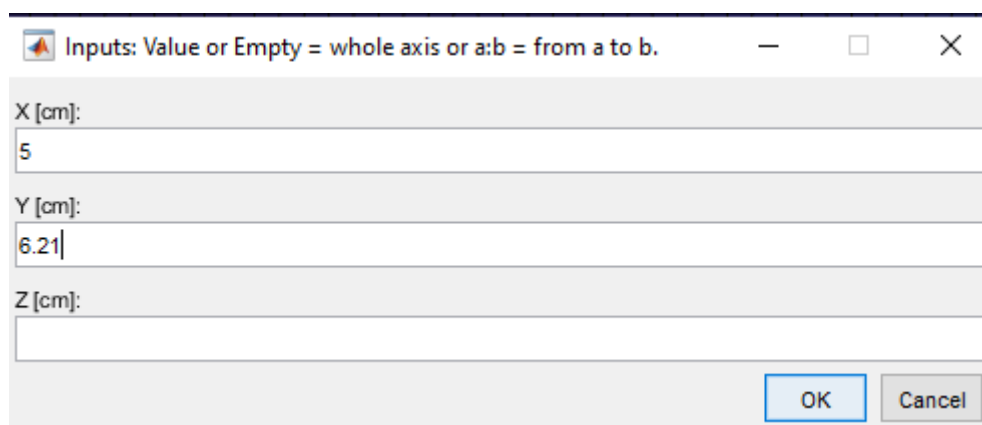 Inputs: Value or Empty = whole axis or a:b = from a to b.
X [cm]:
5
Y [cm]:
6.21
Z [cm]:
OK Cancel